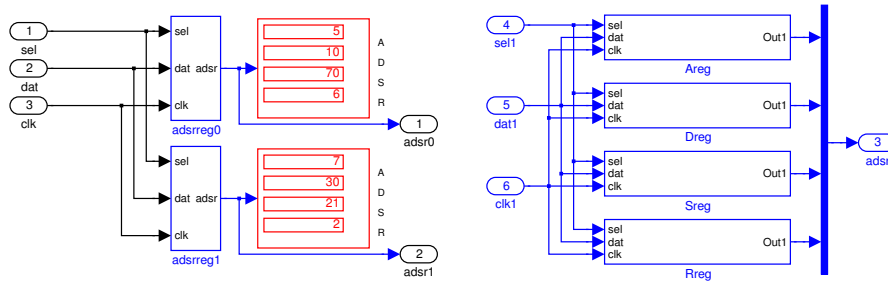 1
sel
2
dat
3
clk
sel
dat
clk
adsr
adsrreg0
5
10
70
6
A
D
S
R
1
adsr0
sel
dat
clk
adsr
adsrreg1
7
30
21
2
A
D
S
R
2
adsr1
4
sel1
5
dat1
6
clk1
sel
dat
clk
Out1
Areg
sel
dat
clk
Out1
Dreg
sel
dat
clk
Out1
Sreg
sel
dat
clk
Out1
Rreg
3
adsr